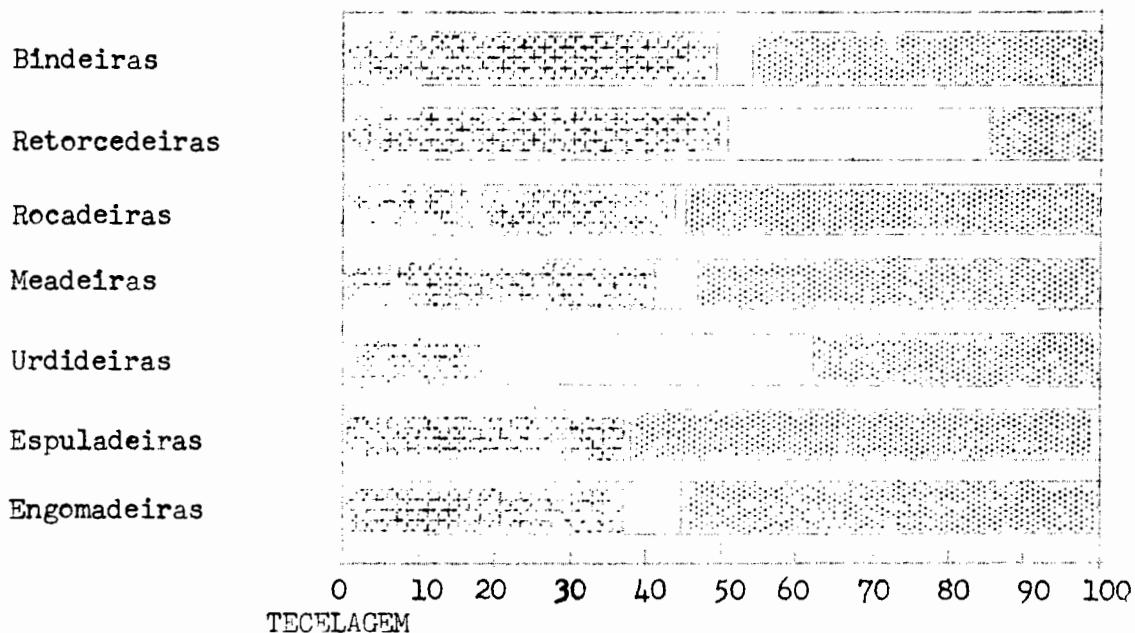 Bindeiras
Retorcedeiras
Rocadeiras
Meadeiras
Urdideiras
Espuladeiras
Engomadeiras
0 10 20 30 40 50 60 70 80 90 100
TECELAGEM